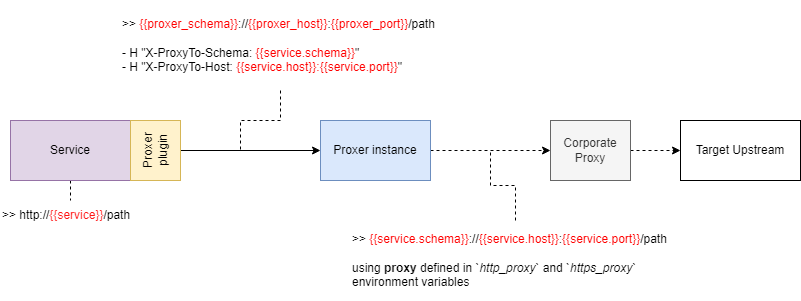 >> {{proxer_schema}}://{{proxer_host}:{{proxer_port}}/path
- H "X-ProxyTo-Schema: {{service.schema}}"
- H "X-ProxyTo-Host: {{service.host}}:{{service.port}}"
Service
Proxer
plugin
Proxer instance
Corporate
Proxy
Target Upstream
>> http://{{service}}/path
>> {{service.schema}}://{{service.host}}:{{service.port}}/path
using proxy defined in `http_proxy` and `https_proxy`
environment variables